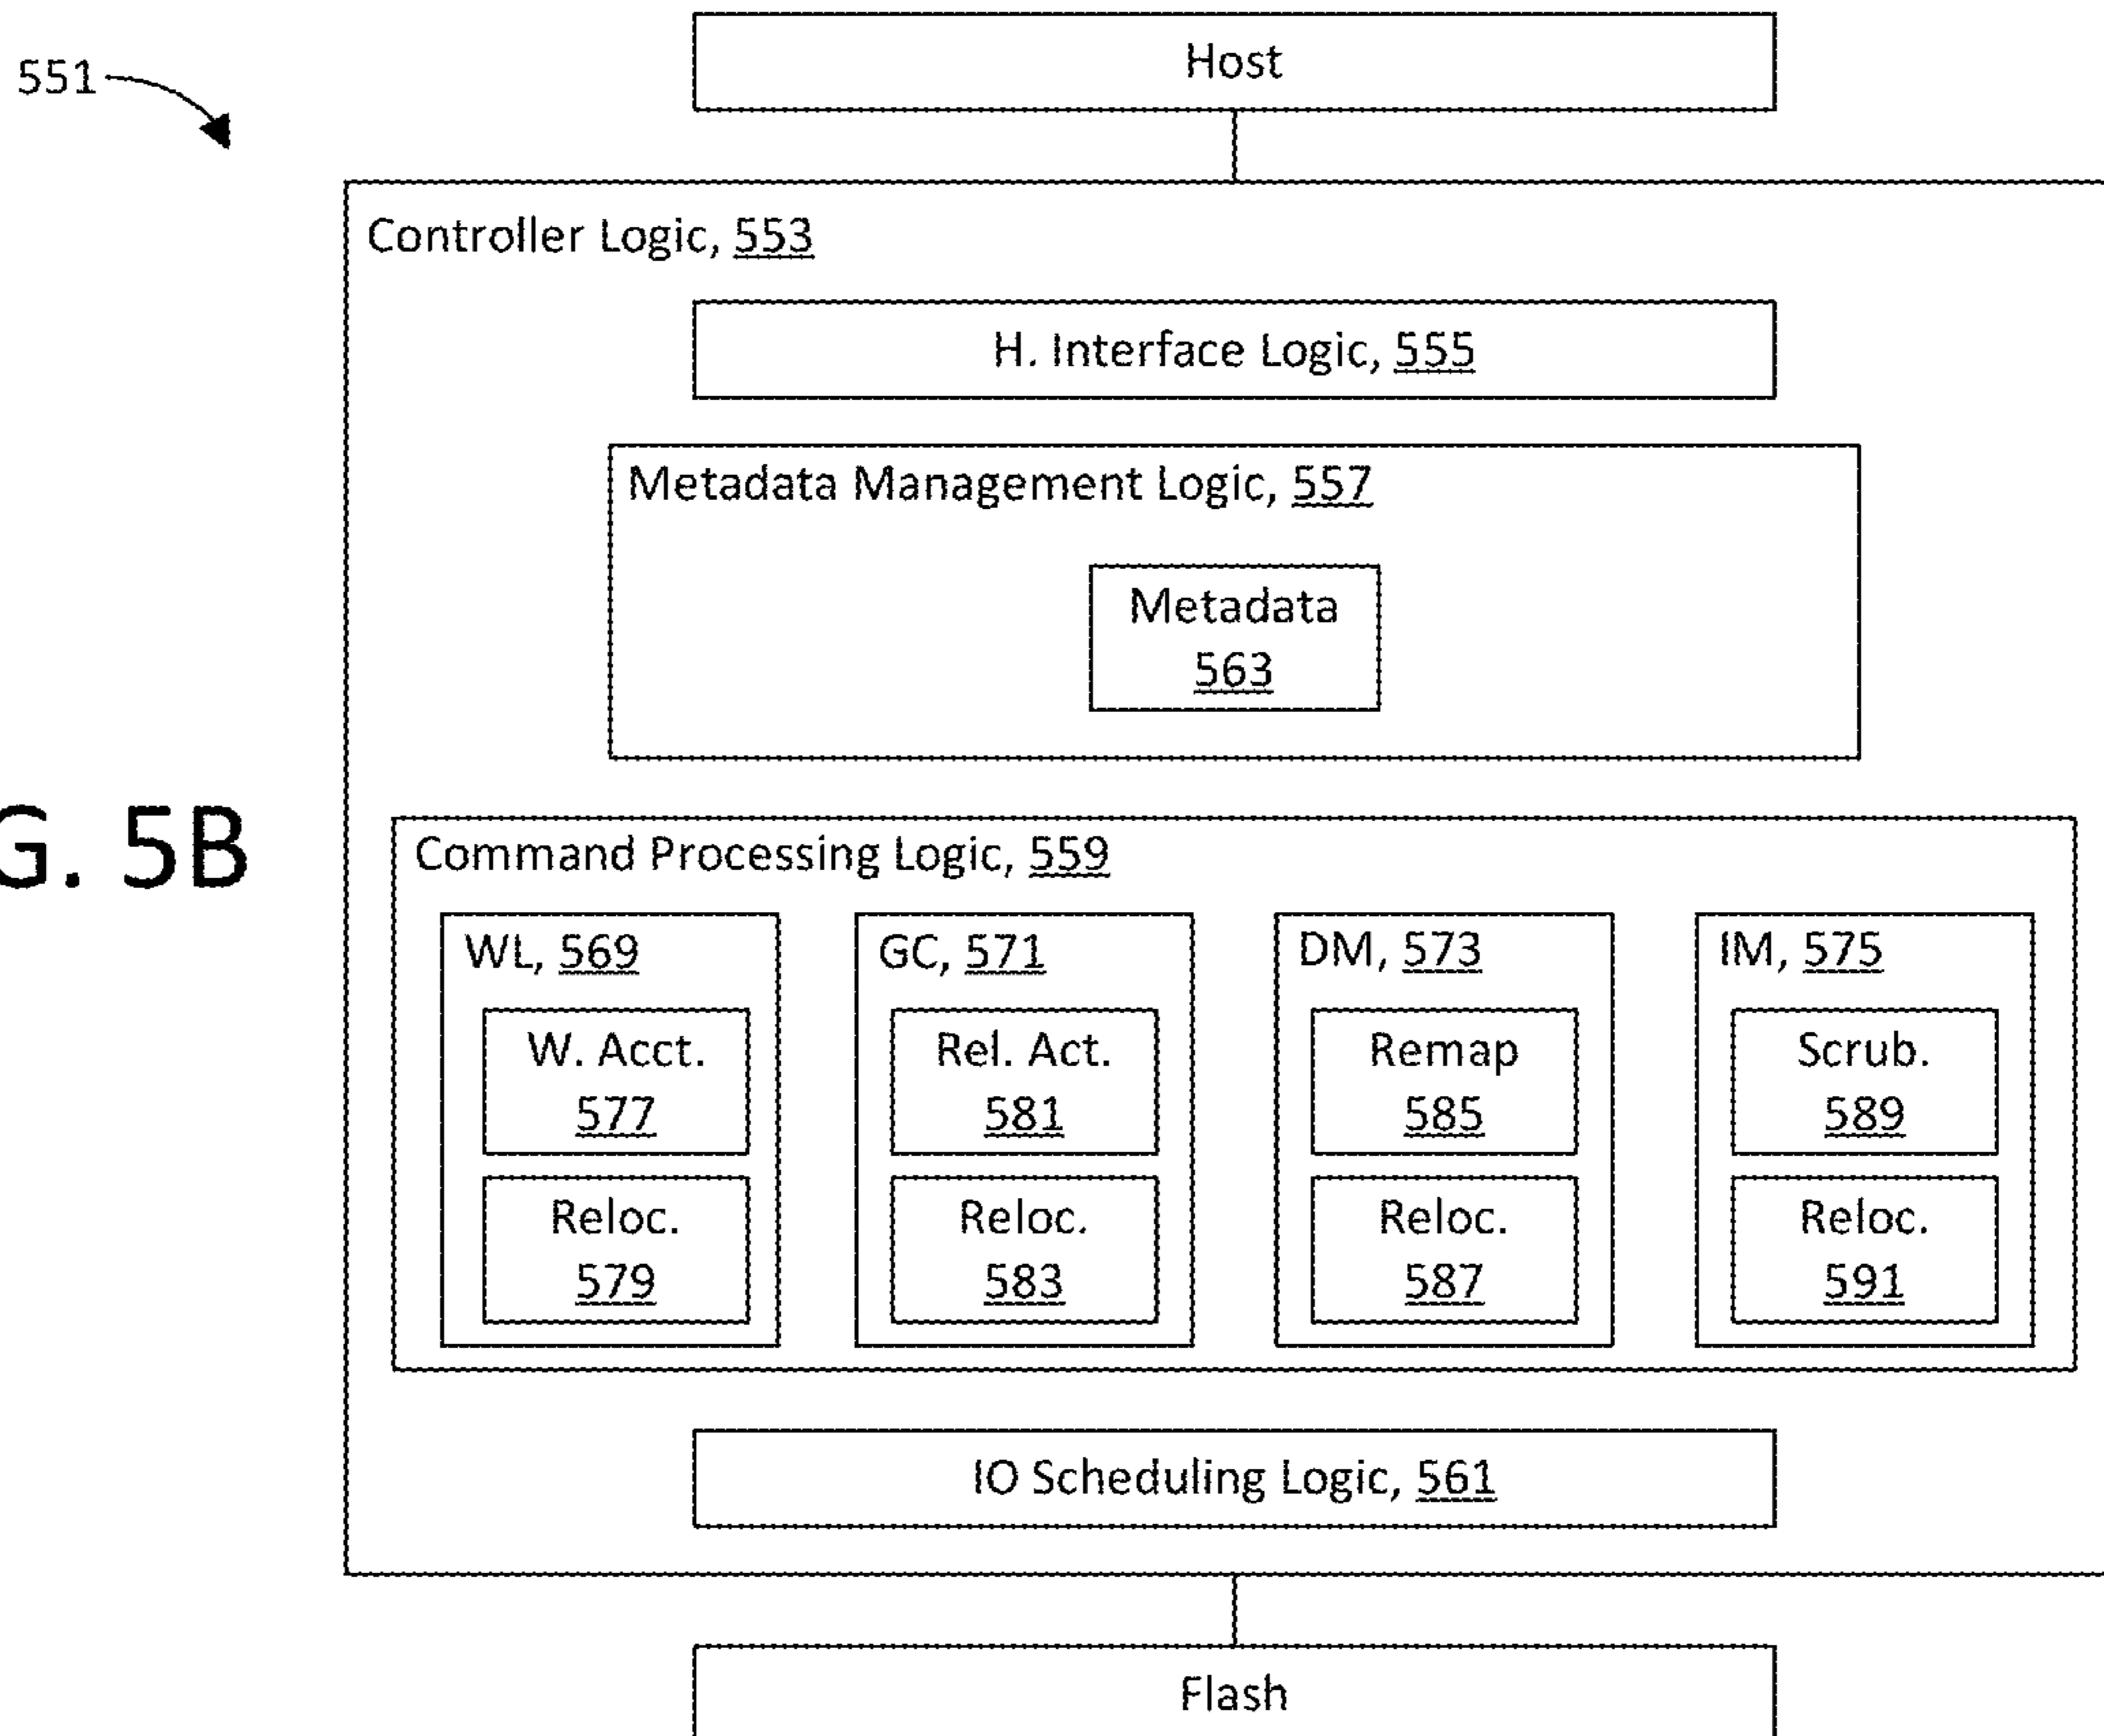 Host
551
Controller Logic, 553
H. Interface Logic, 555
Metadata Management Logic, 557
Metadata
563
G. 5B
Command Processing Logic, 559
WL, 569
W. Acct.
577
Reloc.
579
GC, 571
Rel. Act.
581
Reloc.
583
DM, 573
Remap
585
Reloc.
587
IM, 575
Scrub.
589
Reloc.
591
IO Scheduling Logic, 561
Flash